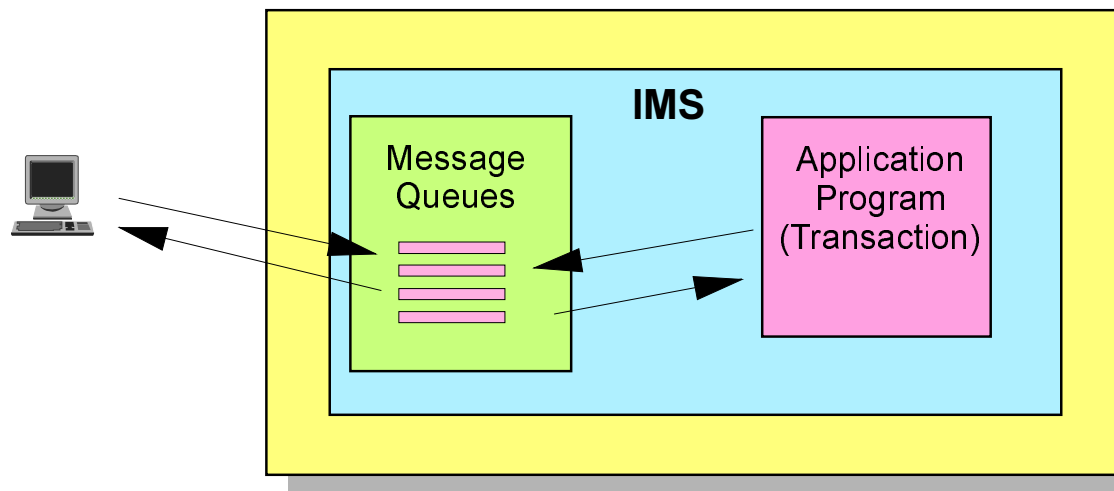 IMS
Message
Queues
Application
Program
(Transaction)